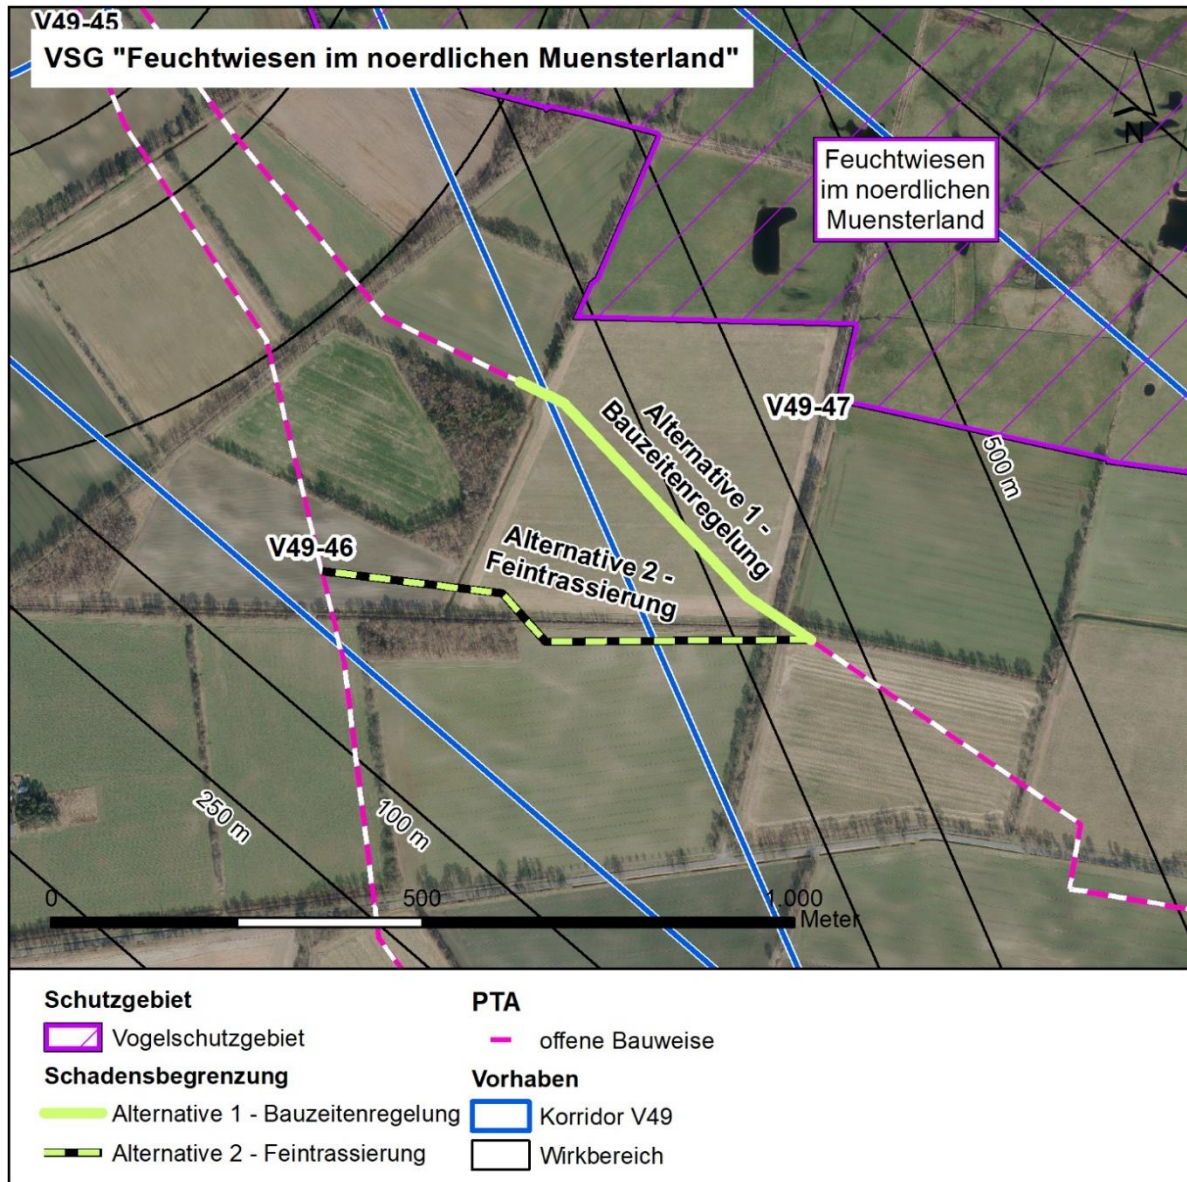 V49-45
VSG "Feuchtwiesen im noerdlichen Muensterland"
N
Feuchtwiesen
im noerdlichen
Muensterland
V49-47
Alternative 1 -
Bauzeitenregelung
500 m
Alternative 2 -
Feintrassierung
V49-46
250 m
100 m
0 500 1.000
Meter
Schutzgebiet
Vogelschutzgebiet
Schadensbegrenzung
Alternative 1 - Bauzeitenregelung
Alternative 2 - Feintrassierung
PTA
offene Bauweise
Vorhaben
Korridor V49
Wirkbereich